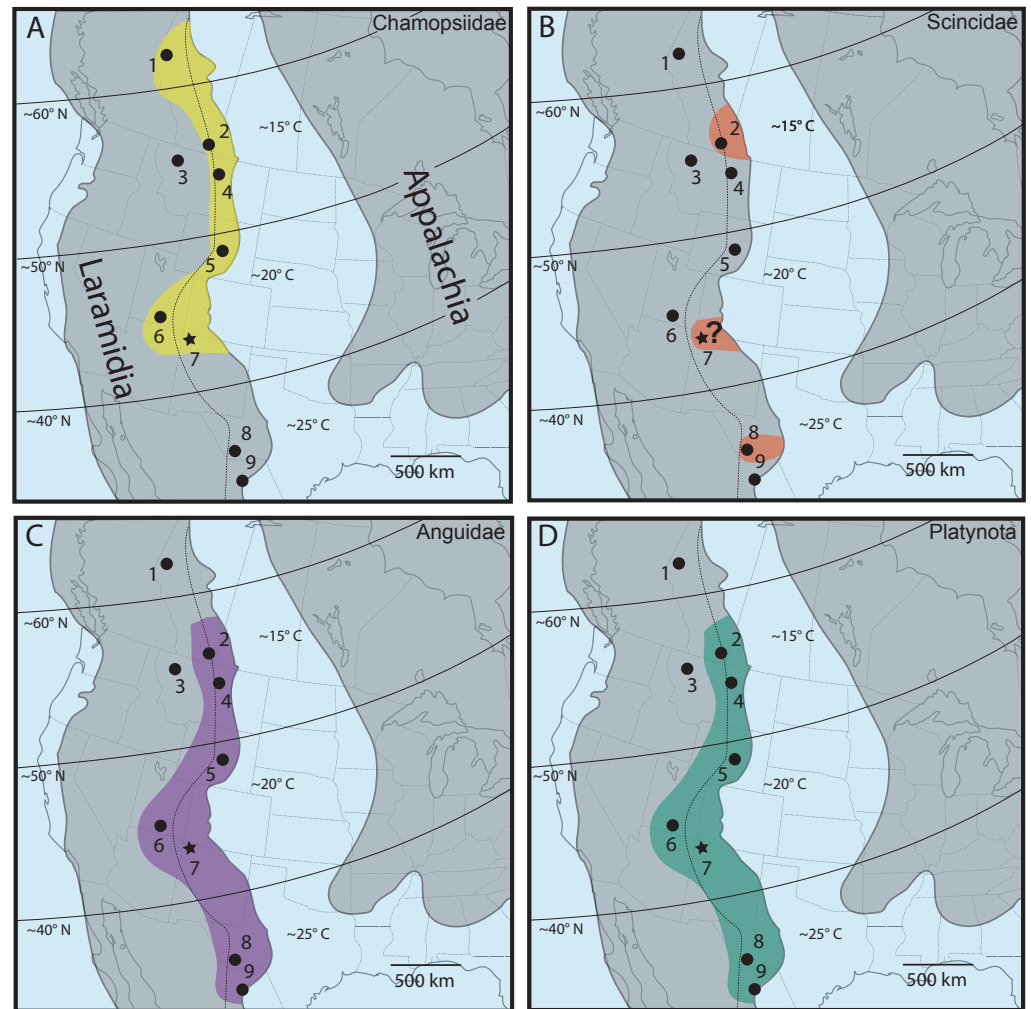 A
Chamopsiidae
1
~60° N
2
~15° C
3
4
Appalachia
~50° N
5
~20° C
Laramidia
6
7
~40° N
8
~25° C
9
500 km
B
Scincidae
1
~60° N
2
~15° C
3
4
~50° N
5
~20° C
6
?
7
~40° N
8
~25° C
9
500 km
C
Anguidae
1
~60° N
2
~15° C
3
4
~50° N
5
~20° C
6
7
~40° N
8
~25° C
9
500 km
D
Platynota
1
~60° N
2
~15° C
3
4
~50° N
5
~20° C
6
7
~40° N
8
~25° C
9
500 km